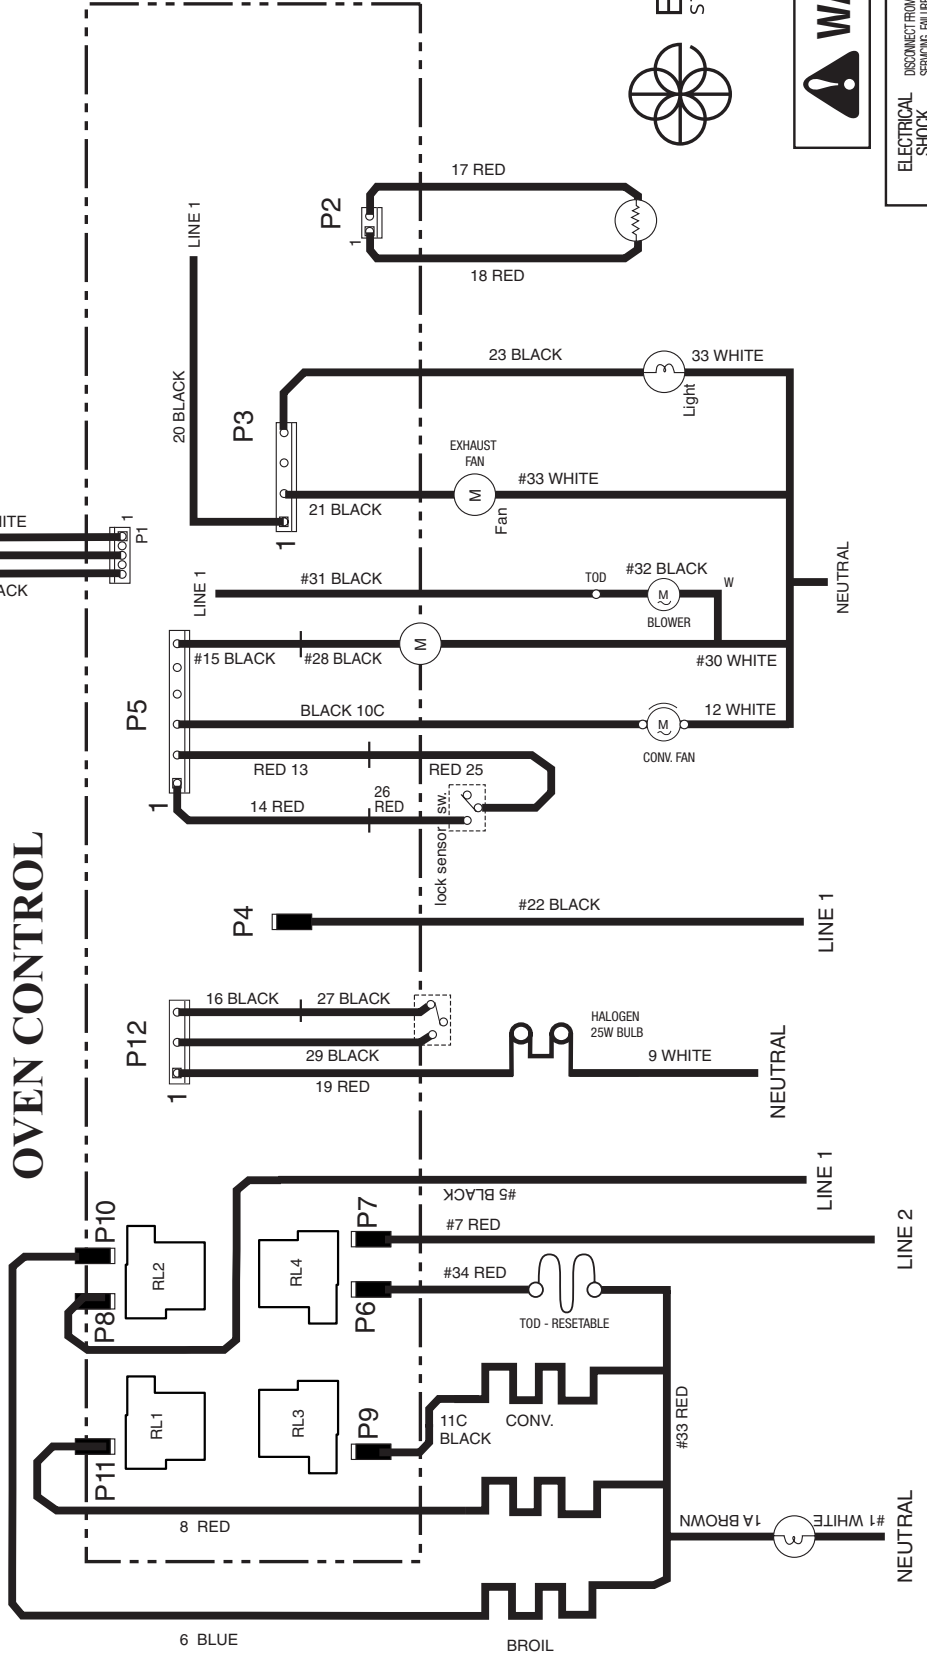 OVEN CONTROL
LINE 1
20 BLACK
P3
1
P2
1
17 RED
18 RED
23 BLACK
33 WHITE
Light
EXHAUST
FAN
M
Fan
#33 WHITE
21 BLACK
P1
1
LINE 1
#31 BLACK
TOD
#32 BLACK
M
BLOWER
W
NEUTRAL
P5
1
#15 BLACK
#28 BLACK
M
#30 WHITE
BLACK 10C
M
CONV. FAN
12 WHITE
RED 13
RED 25
14 RED
26
RED
lock sensor sw.
P4
#22 BLACK
LINE 1
P12
1
16 BLACK
27 BLACK
29 BLACK
19 RED
HALOGEN
25W BULB
9 WHITE
NEUTRAL
#5 BLACK
LINE 1
P10
P8
RL2
RL4
P7
#7 RED
LINE 2
P6
#34 RED
TOD - RESETABLE
P11
RL1
RL3
P9
11C
BLACK
CONV.
#33 RED
8 RED
1A BROWN
#1 WHITE
NEUTRAL
6 BLUE
BROIL
ELECTRICAL
SHOCK
DISCONNECT FROM